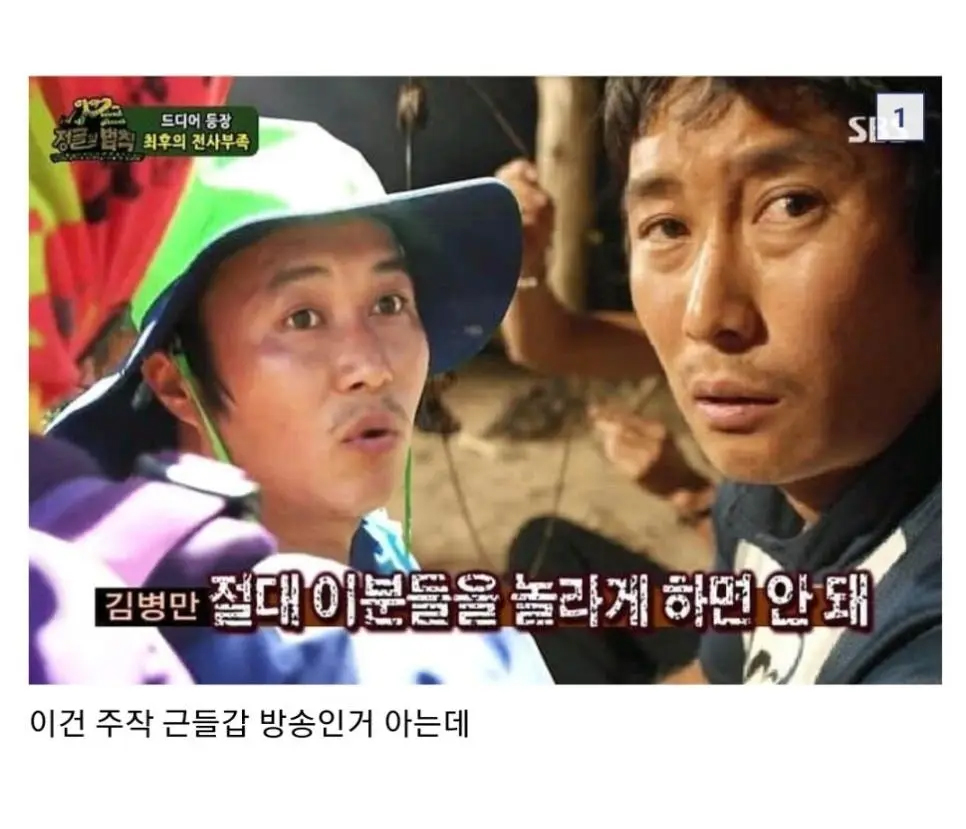 정글의 법칙
드디어 등장
최후의 전사부족
SBS
1
김병만 절대 이분들을 놀라게 하면 안 돼
이건 주작 근들갑 방송인거 아는데